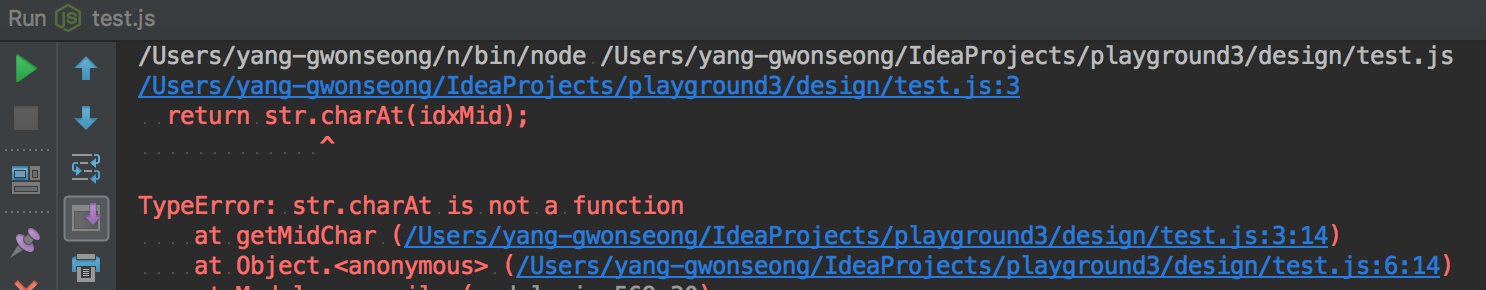 Run JS test.js
/Users/yang-gwonseong/n/bin/node /Users/yang-gwonseong/IdeaProjects/playground3/design/test.js
/Users/yang-gwonseong/IdeaProjects/playground3/design/test.js:3
return str.charAt(idxMid);
^
TypeError: str.charAt is not a function
at getMidChar (/Users/yang-gwonseong/IdeaProjects/playground3/design/test.js:3:14)
at Object.<anonymous> (/Users/yang-gwonseong/IdeaProjects/playground3/design/test.js:6:14)